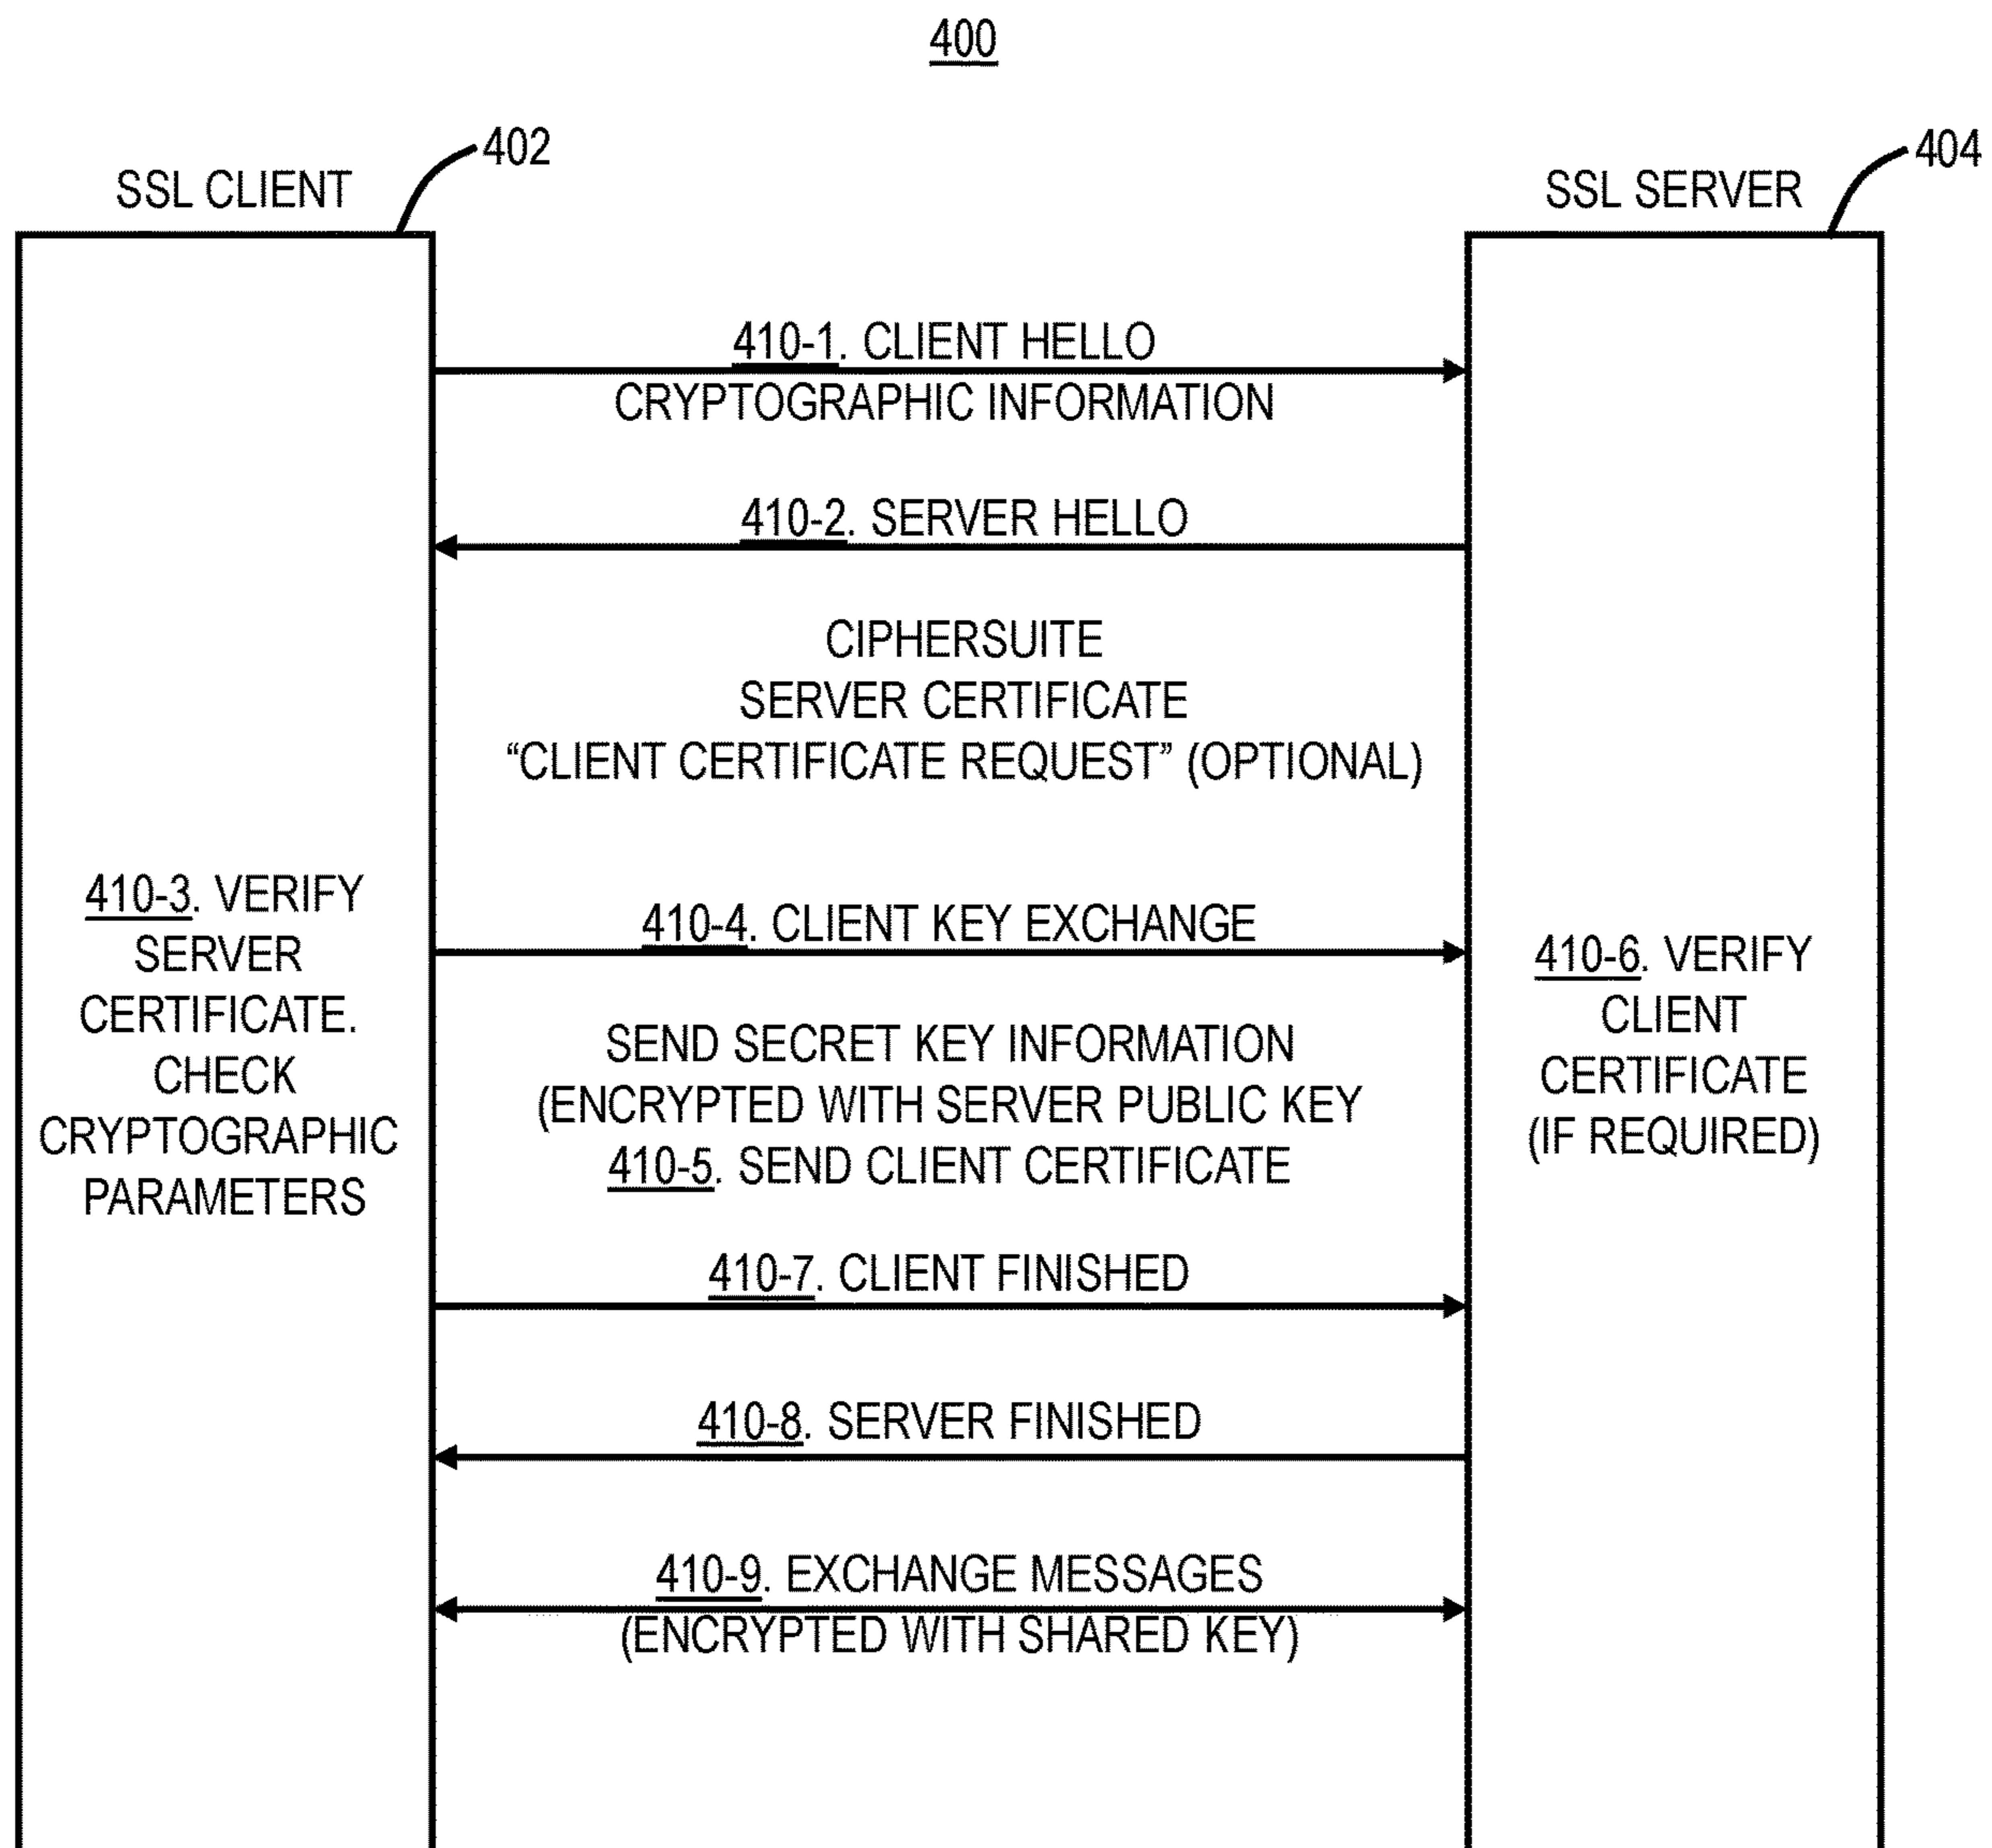 400
402
404
SSL CLIENT
SSL SERVER
410-1. CLIENT HELLO
CRYPTOGRAPHIC INFORMATION
410-2. SERVER HELLO
CIPHERSUITE
SERVER CERTIFICATE
“CLIENT CERTIFICATE REQUEST” (OPTIONAL)
410-3. VERIFY
SERVER
CERTIFICATE.
CHECK
CRYPTOGRAPHIC
PARAMETERS
410-4. CLIENT KEY EXCHANGE
SEND SECRET KEY INFORMATION
(ENCRYPTED WITH SERVER PUBLIC KEY
410-5. SEND CLIENT CERTIFICATE
410-6. VERIFY
CLIENT
CERTIFICATE
(IF REQUIRED)
410-7. CLIENT FINISHED
410-8. SERVER FINISHED
410-9. EXCHANGE MESSAGES
(ENCRYPTED WITH SHARED KEY)